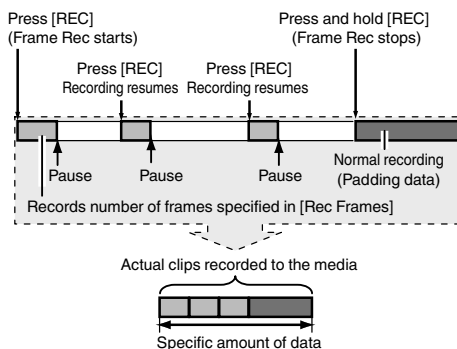 Press [REC]
(Frame Rec starts)
Press [REC]
Recording resumes
Press [REC]
Recording resumes
Press and hold [REC]
(Frame Rec stops)
Pause
Pause
Pause
Normal recording
(Padding data)
Records number of frames specified in [Rec Frames]
Actual clips recorded to the media
Specific amount of data